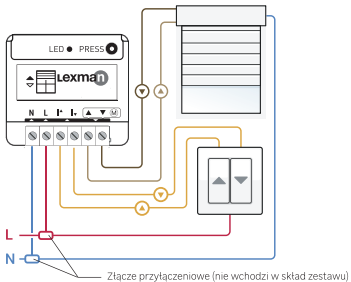 LED PRESS
Lexman
N L I▲ I▼ ▲ ▼ M
L
N
Złącze przyłączeniowe (nie wchodzi w skład zestawu)